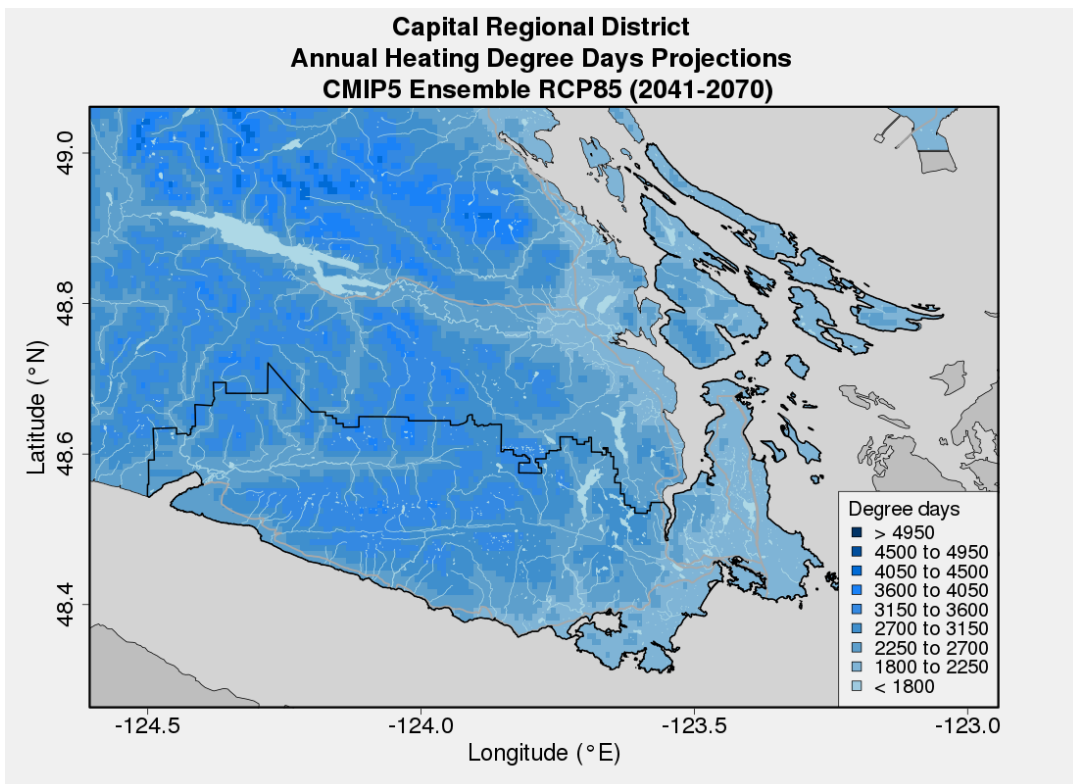 Capital Regional District
Annual Heating Degree Days Projections
CMIP5 Ensemble RCP85 (2041-2070)
49.0
48.8
48.6
48.4
Latitude (°N)
Degree days
> 4950
4500 to 4950
4050 to 4500
3600 to 4050
3150 to 3600
2700 to 3150
2250 to 2700
1800 to 2250
< 1800
-124.5
-124.0
-123.5
-123.0
Longitude (°E)